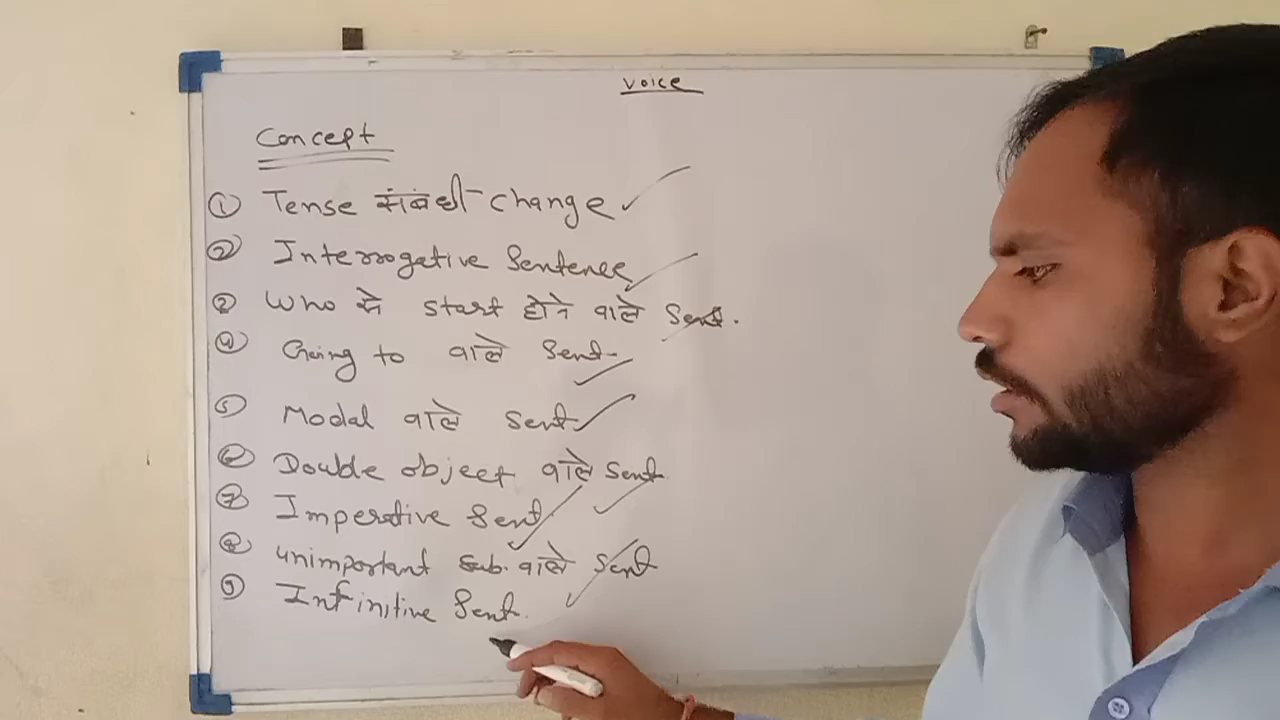 Voice
Concept
① Tense संबंधी-change
② Interrogative Sentence
③ Who से start होने वाले Sent.
④ Going to वाले Sent
⑤ Modal वाले Sent
⑥ Double object वाले Sent
⑦ Imperative Sent
⑧ unimportant Sub. वाले Sent
⑨ Infinitive Sent.